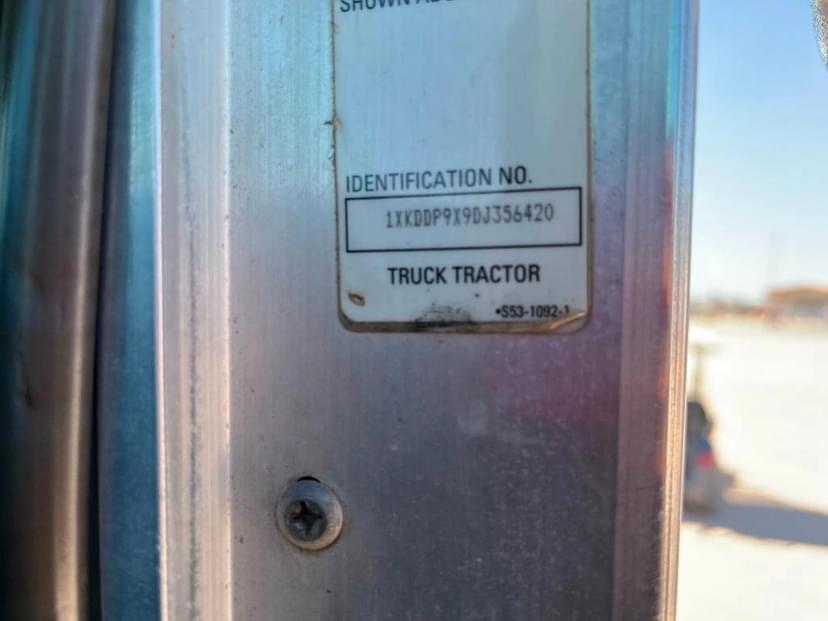 IDENTIFICATION NO.
1XKDDP9X9DJ356420
TRUCK TRACTOR
•S53-1092-1